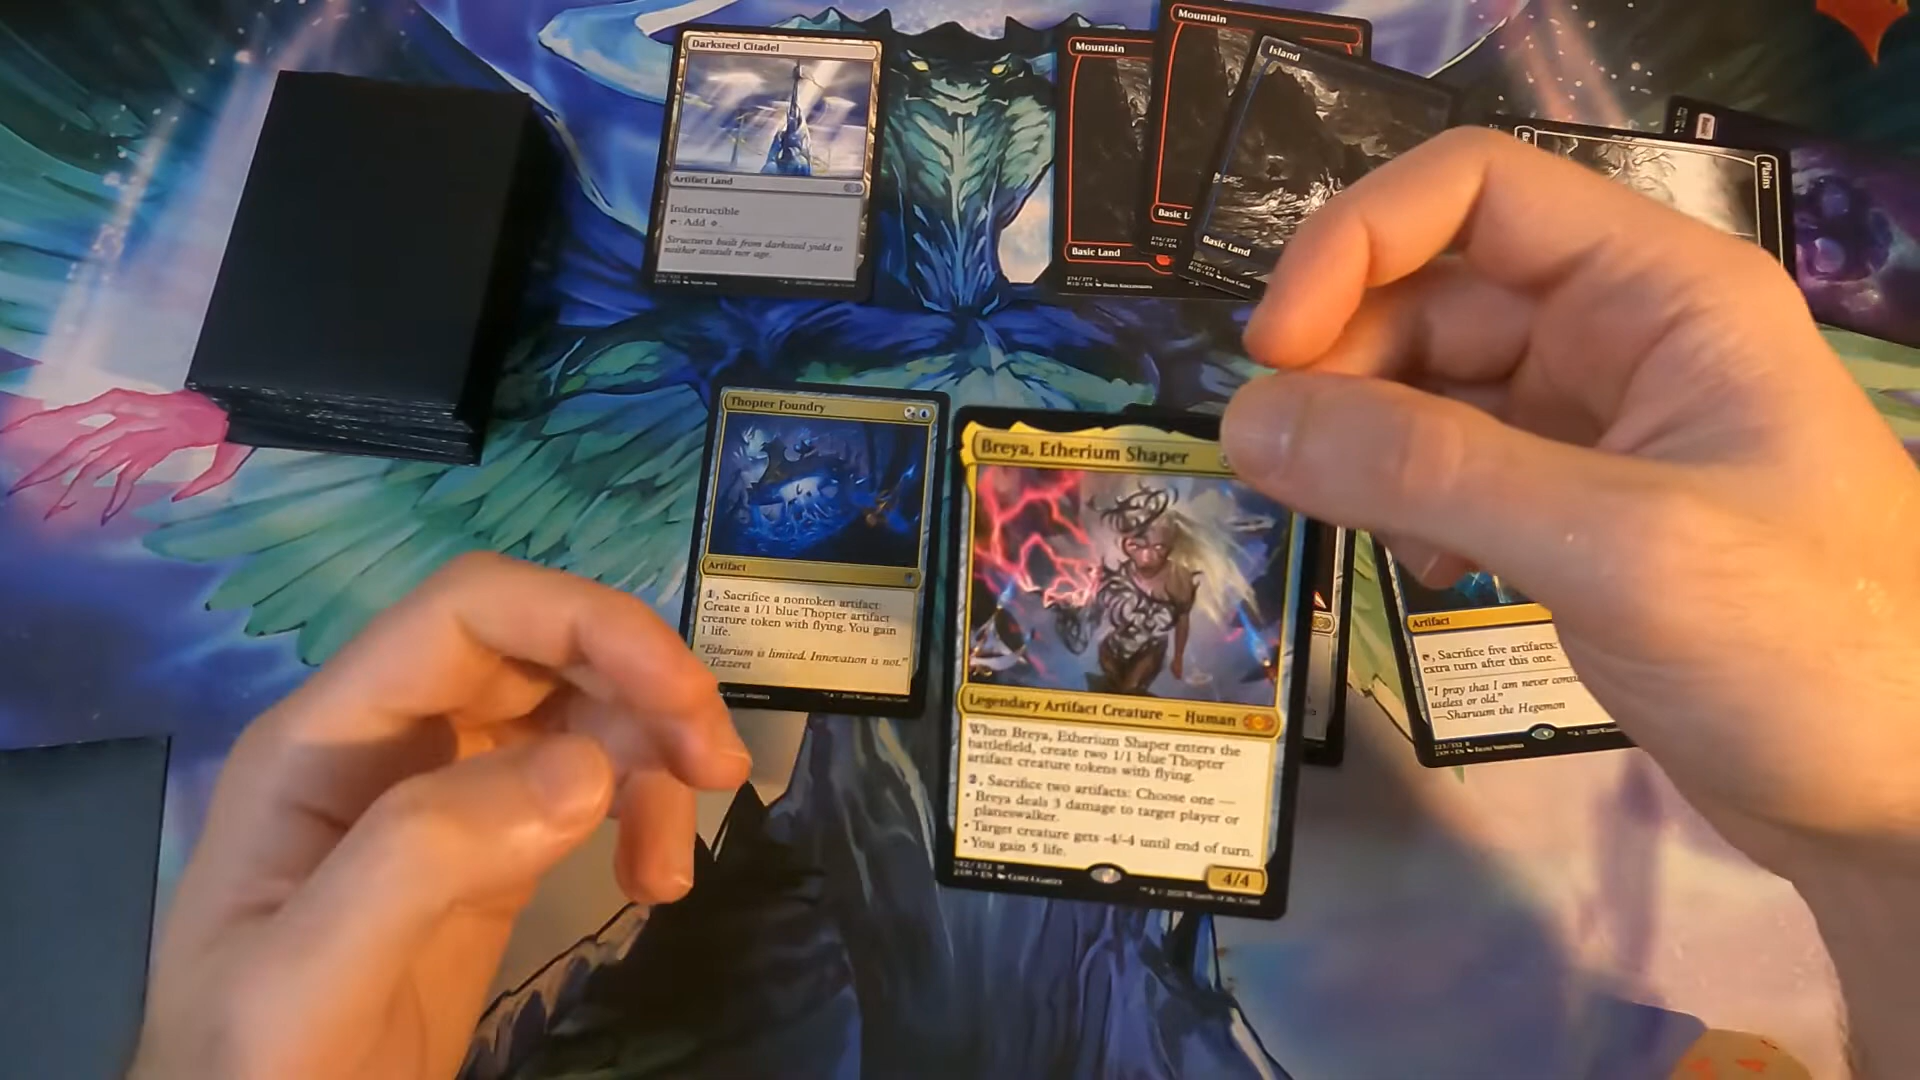 Darksteel Citadel
Artifact Land
Indestructible
: Add
Structures built from darksteel yield to
neither assault nor age.
Mountain
Basic Land
Mountain
Basic L
Island
Basic Land
Plains
Thopter Foundry
Artifact
1, Sacrifice a nontoken artifact:
Create a 1/1 blue Thopter artifact
creature token with flying. You gain
1 life.
"Etherium is limited. Innovation is not."
–Tezzeret
Breya, Etherium Shaper
Legendary Artifact Creature — Human
When Breya, Etherium Shaper enters the
battlefield, create two 1/1 blue Thopter
artifact creature tokens with flying.
2, Sacrifice two artifacts: Choose one —
• Breya deals 3 damage to target player or
planeswalker.
• Target creature gets -4/-4 until end of turn.
• You gain 5 life.
4/4
Artifact
, Sacrifice five artifacts:
extra turn after this one.
"I pray that I am never
useless or old."
—Sharuum the Hegemon